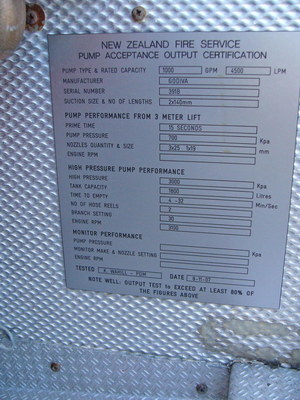 NEW ZEALAND FIRE SERVICE
PUMP ACCEPTANCE OUTPUT CERTIFICATION
PUMP TYPE & RATED CAPACITY 1000 GPM 4500 LPM
MANUFACTURER GODIVA
SERIAL NUMBER
SUCTION SIZE & NO OF LENGTHS 2x140mm
PUMP PERFORMANCE FROM 3 METER LIFT
PRIME TIME 15 SECONDS
PUMP PRESSURE 700 Kpa
NOZZLES QUANTITY & SIZE 3x25 1x19 mm
ENGINE RPM
HIGH PRESSURE PUMP PERFORMANCE
HIGH PRESSURE 3000 Kpa
TANK CAPACITY 1800 Litres
TIME TO EMPTY Min/Sec
NO OF HOSE REELS 2
BRANCH SETTING
ENGINE RPM
MONITOR PERFORMANCE
PUMP PRESSURE Kpa
MONITOR MAKE & NOZZLE SETTING
ENGINE RPM
TESTED DATE
NOTE WELL: OUTPUT TEST TO EXCEED AT LEAST 80% OF
THE FIGURES ABOVE